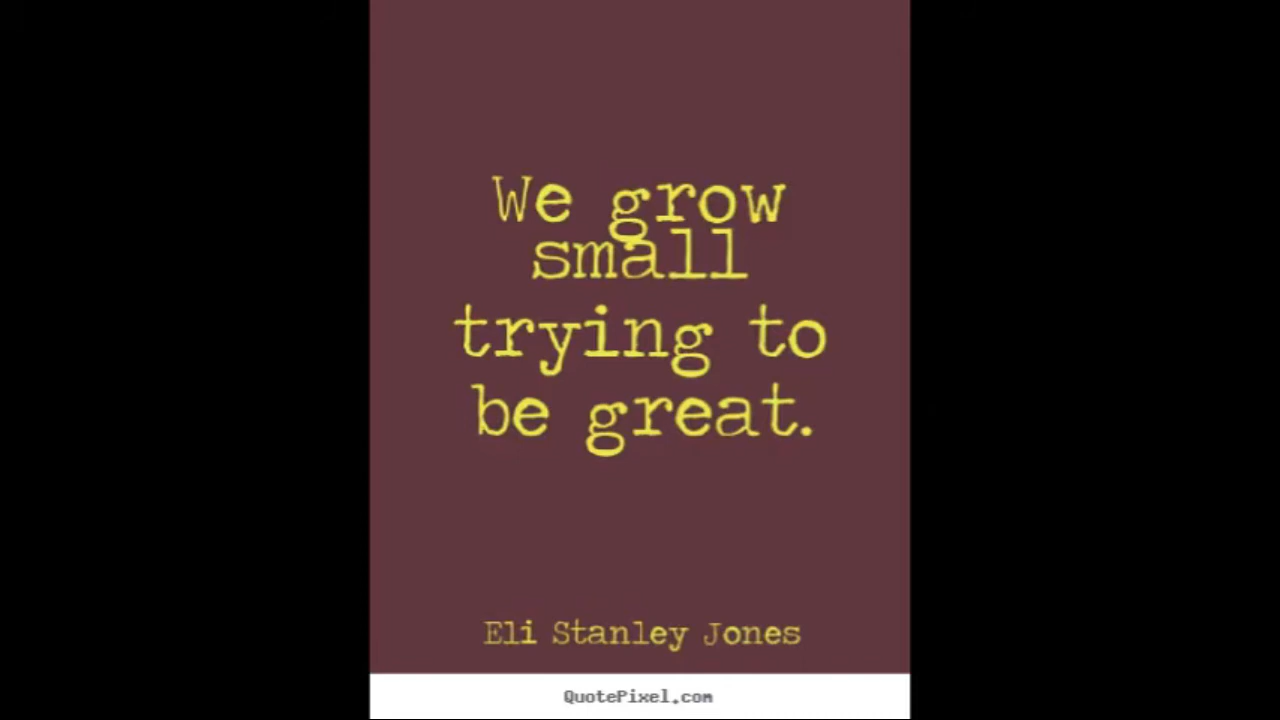 We grow
small
trying to
be great.
Eli Stanley Jones
QuotePixel.com